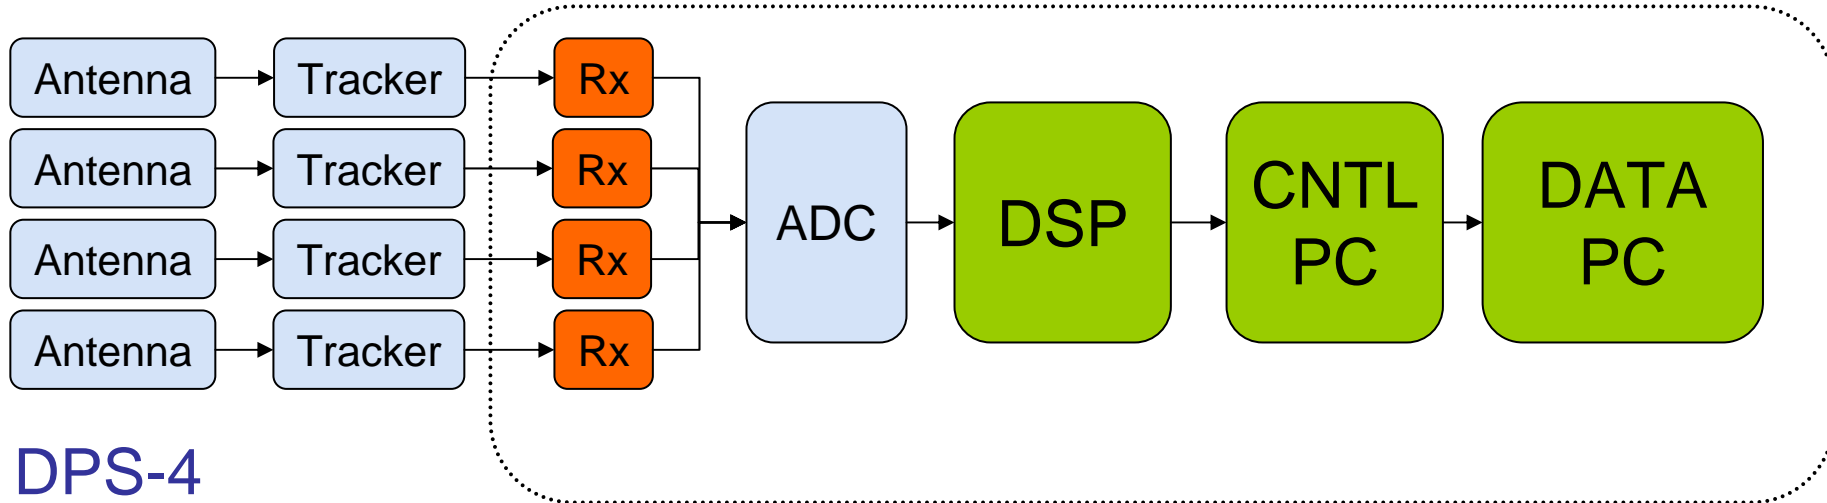 Antenna Tracker Rx
Antenna Tracker Rx
Antenna Tracker Rx
Antenna Tracker Rx
ADC
DSP
CNTL
PC
DATA
PC
DPS-4